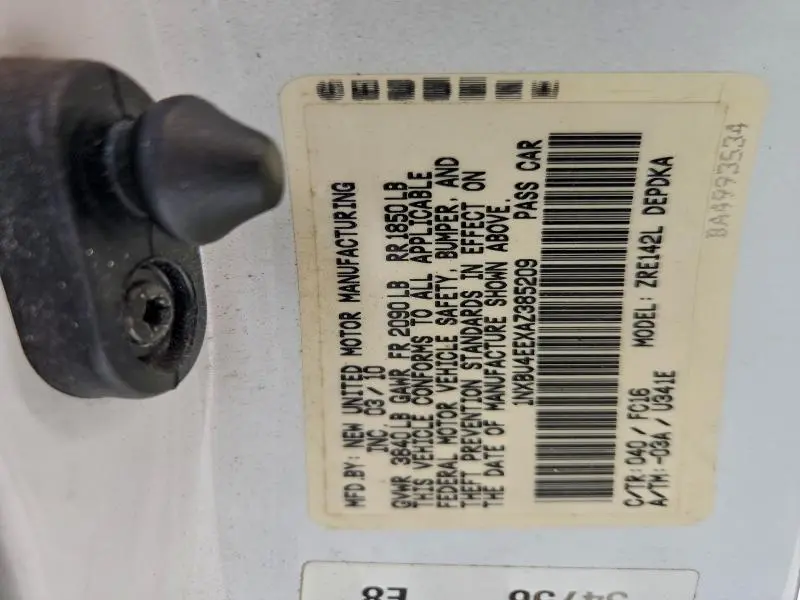 MFD.BY: NEW UNITED MOTOR MANUFACTURING
INC. 03/10
GVWR 3840LB GAWR FR 2090LB RR 1850LB
THIS VEHICLE CONFORMS TO ALL APPLICABLE
FEDERAL MOTOR VEHICLE SAFETY, BUMPER, AND
THEFT PREVENTION STANDARDS IN EFFECT ON
THE DATE OF MANUFACTURE SHOWN ABOVE.
1NXBU4EEXAZ385209 PASS CAR
C/TR: 040 / FC16 MODEL: ZRE142L DEPDKA
A/TM: -03A / U341E
BA4993534